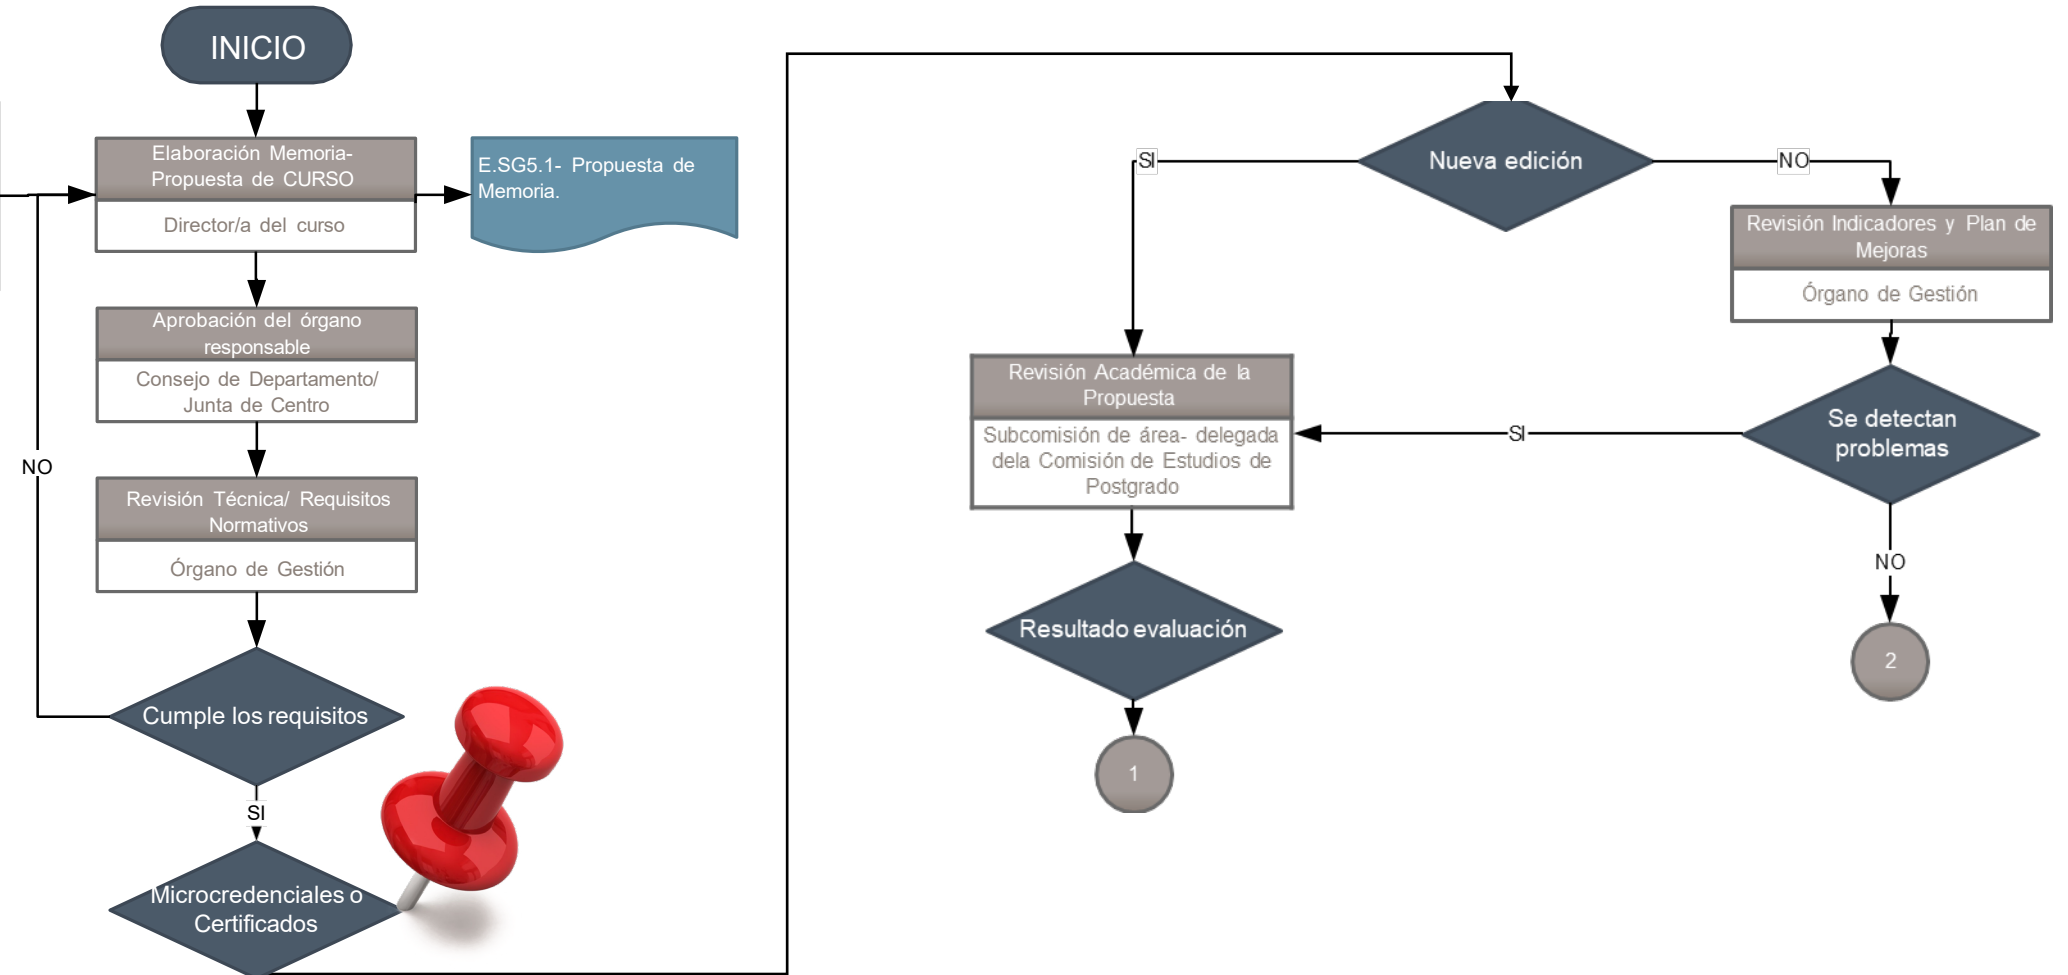 INICIO
Elaboración Memoria-
Propuesta de CURSO
Director/a del curso
E.SG5.1- Propuesta de
Memoria.
Aprobación del órgano
responsable
Consejo de Departamento/
Junta de Centro
NO
Revisión Técnica/ Requisitos
Normativos
Órgano de Gestión
Cumple los requisitos
SI
Microcredenciales o
Certificados
Nueva edición
SI
NO
Revisión Indicadores y Plan de
Mejoras
Órgano de Gestión
Revisión Académica de la
Propuesta
Subcomisión de área- delegada
dela Comisión de Estudios de
Postgrado
SI
Se detectan
problemas
NO
Resultado evaluación
2
1